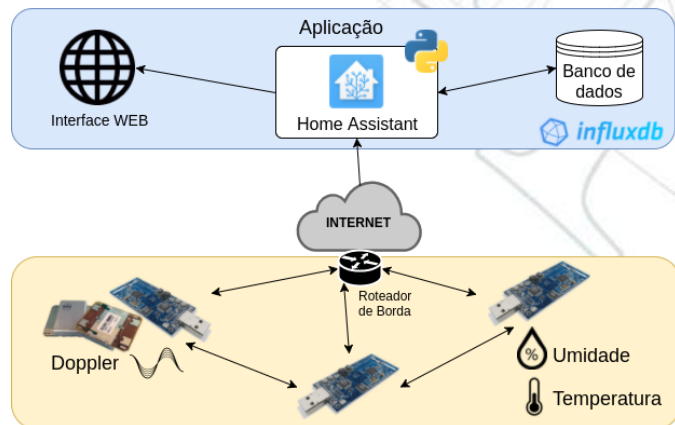 Aplicação
Interface WEB
Home Assistant
Banco de
dados
influxdb
INTERNET
Roteador
de Borda
Doppler
%
Umidade
Temperatura